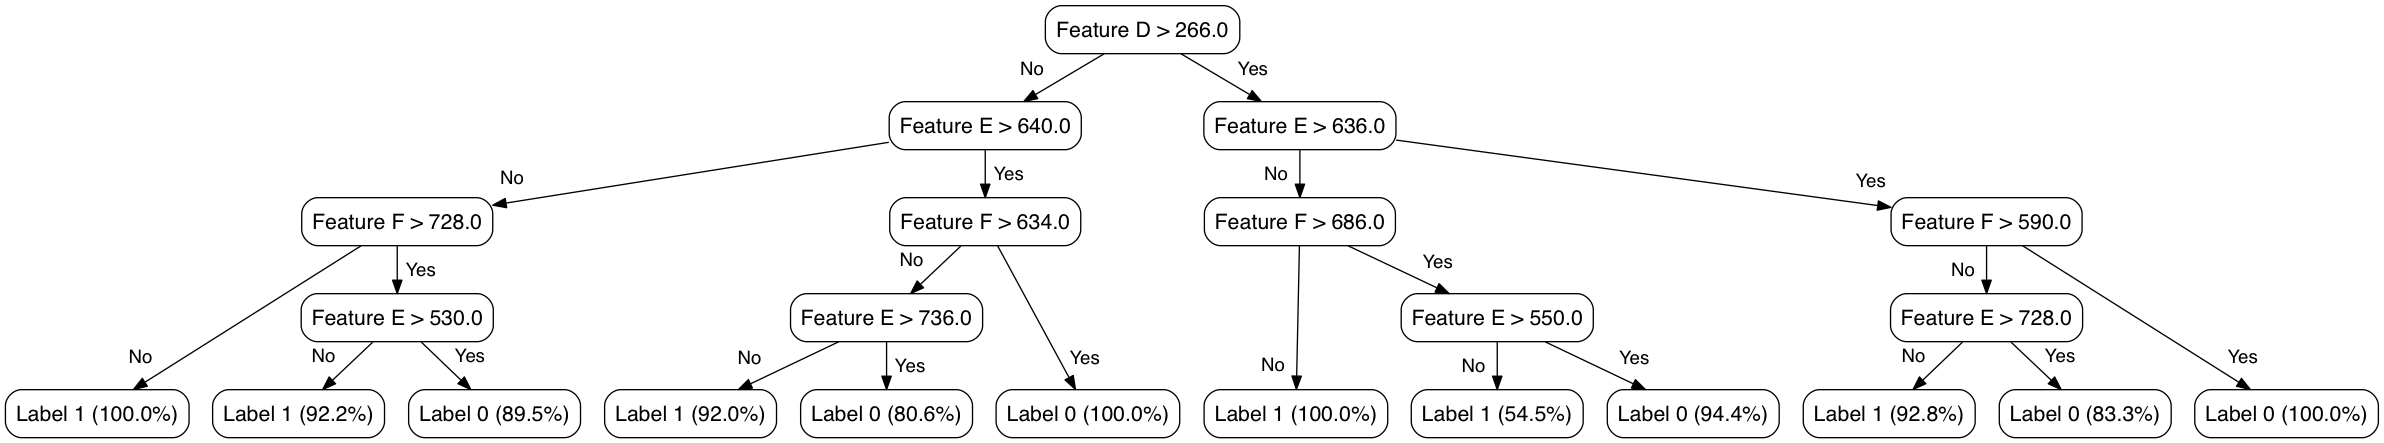 Feature D > 266.0
No
Yes
Feature E > 640.0
Feature E > 636.0
No
Yes
No
Yes
Feature F > 728.0
Feature F > 634.0
Feature F > 686.0
Feature F > 590.0
No
Yes
No
Yes
No
Yes
No
Yes
Feature E > 530.0
Feature E > 736.0
Feature E > 550.0
Feature E > 728.0
No
Yes
No
Yes
No
Yes
No
Yes
Label 1 (100.0%)
Label 1 (92.2%)
Label 0 (89.5%)
Label 1 (92.0%)
Label 0 (80.6%)
Label 0 (100.0%)
Label 1 (100.0%)
Label 1 (54.5%)
Label 0 (94.4%)
Label 1 (92.8%)
Label 0 (83.3%)
Label 0 (100.0%)